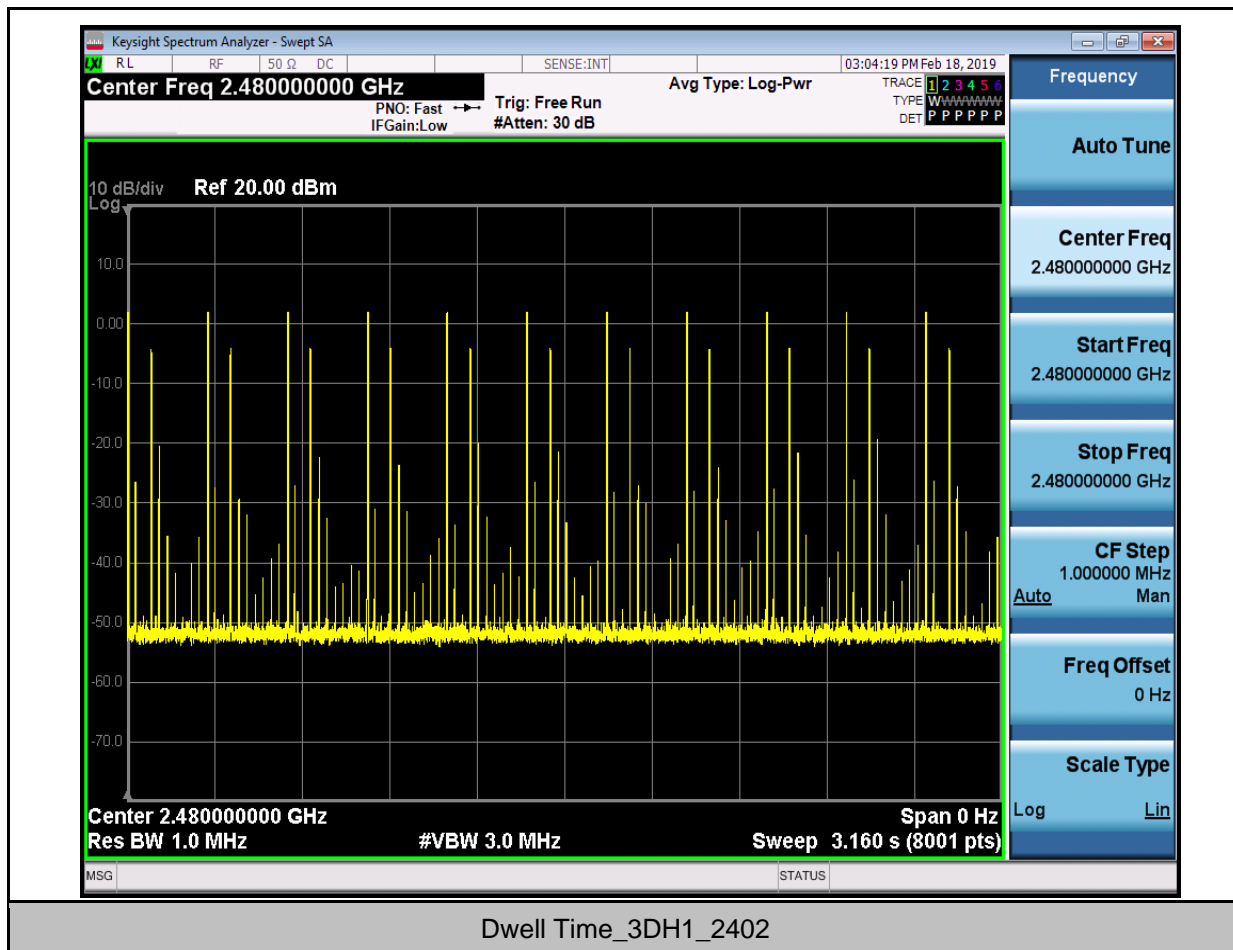 Keysight Spectrum Analyzer - Swept SA
LXI RL RF 50 Ω DC SENSE:INT 03:04:19 PM Feb 18, 2019
Center Freq 2.480000000 GHz
PNO: Fast
IFGain:Low
Trig: Free Run
#Atten: 30 dB
Avg Type: Log-Pwr
TRACE 1 2 3 4 5 6
TYPE WWWWWW
DET P P P P P P
10 dB/div Ref 20.00 dBm
Log
10.0
0.00
-10.0
-20.0
-30.0
-40.0
-50.0
-60.0
-70.0
Center 2.480000000 GHz Span 0 Hz
Res BW 1.0 MHz #VBW 3.0 MHz Sweep 3.160 s (8001 pts)
MSG STATUS
Frequency
Auto Tune
Center Freq
2.480000000 GHz
Start Freq
2.480000000 GHz
Stop Freq
2.480000000 GHz
CF Step
1.000000 MHz
Auto Man
Freq Offset
0 Hz
Scale Type
Log Lin
Dwell Time_3DH1_2402